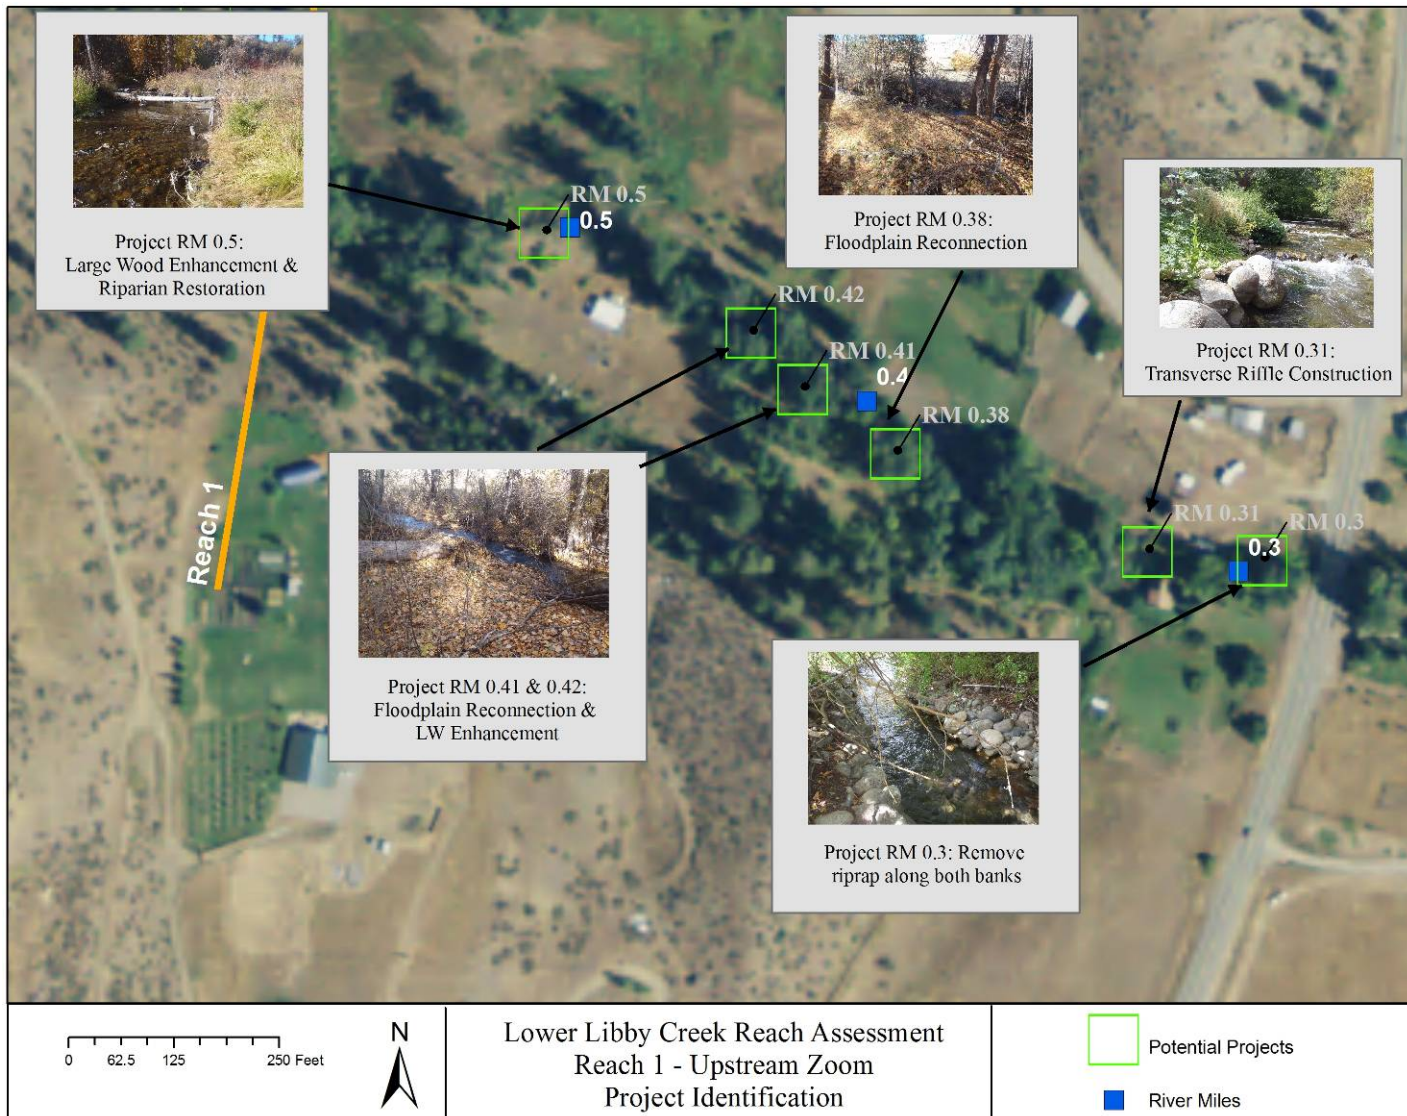 Project RM 0.5:
Large Wood Enhancement &
Riparian Restoration
Project RM 0.38:
Floodplain Reconnection
Project RM 0.31:
Transverse Riffle Construction
RM 0.5
0.5
RM 0.42
RM 0.41
0.4
RM 0.38
RM 0.31
RM 0.3
0.3
Reach 1
Project RM 0.41 & 0.42:
Floodplain Reconnection &
LW Enhancement
Project RM 0.3: Remove
riprap along both banks
0 62.5 125 250 Feet
N
Lower Libby Creek Reach Assessment
Reach 1 - Upstream Zoom
Project Identification
Potential Projects
River Miles